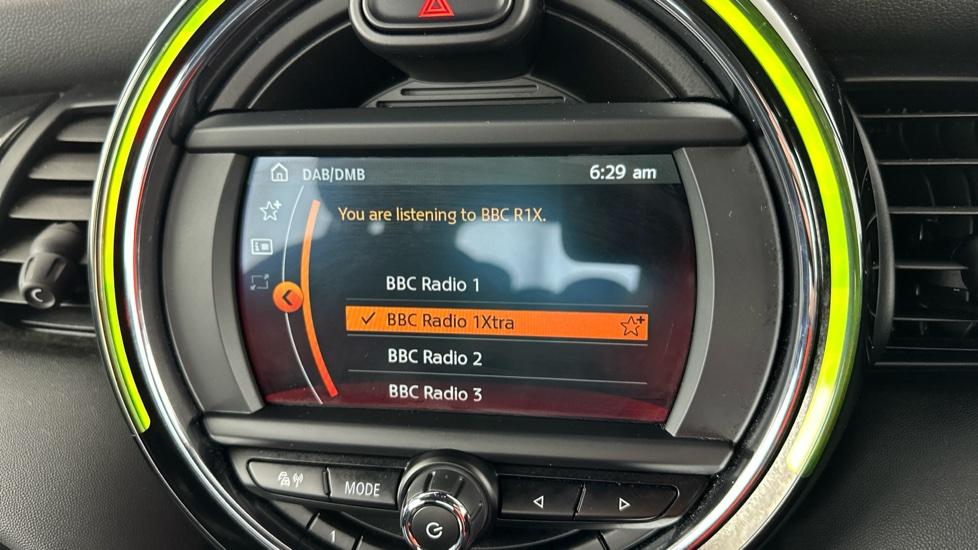 DAB/DMB 6:29 am
You are listening to BBC R1X.
BBC Radio 1
BBC Radio 1Xtra
BBC Radio 2
BBC Radio 3
MODE
1